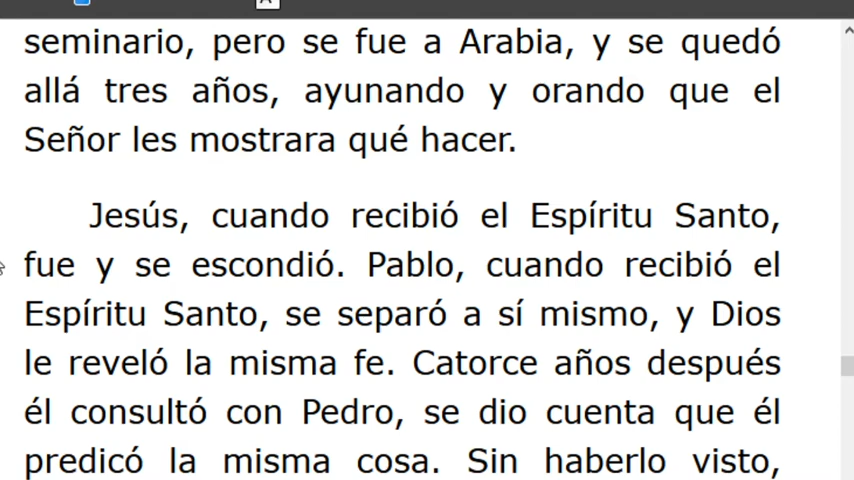 seminario, pero se fue a Arabia, y se quedó
allá tres años, ayunando y orando que el
Señor les mostrara qué hacer.
Jesús, cuando recibió el Espíritu Santo,
fue y se escondió. Pablo, cuando recibió el
Espíritu Santo, se separó a sí mismo, y Dios
le reveló la misma fe. Catorce años después
él consultó con Pedro, se dio cuenta que él
predicó la misma cosa. Sin haberlo visto,